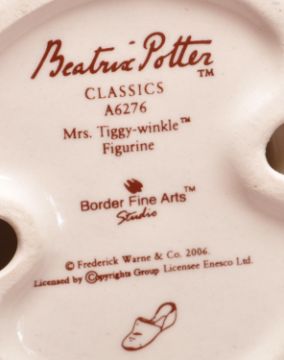 Beatrix Potter™
CLASSICS
A6276
Mrs. Tiggy-winkle™
Figurine
Border Fine Arts™
Studio
© Frederick Warne & Co. 2006.
Licensed by Copyrights Group Licensee Enesco Ltd.